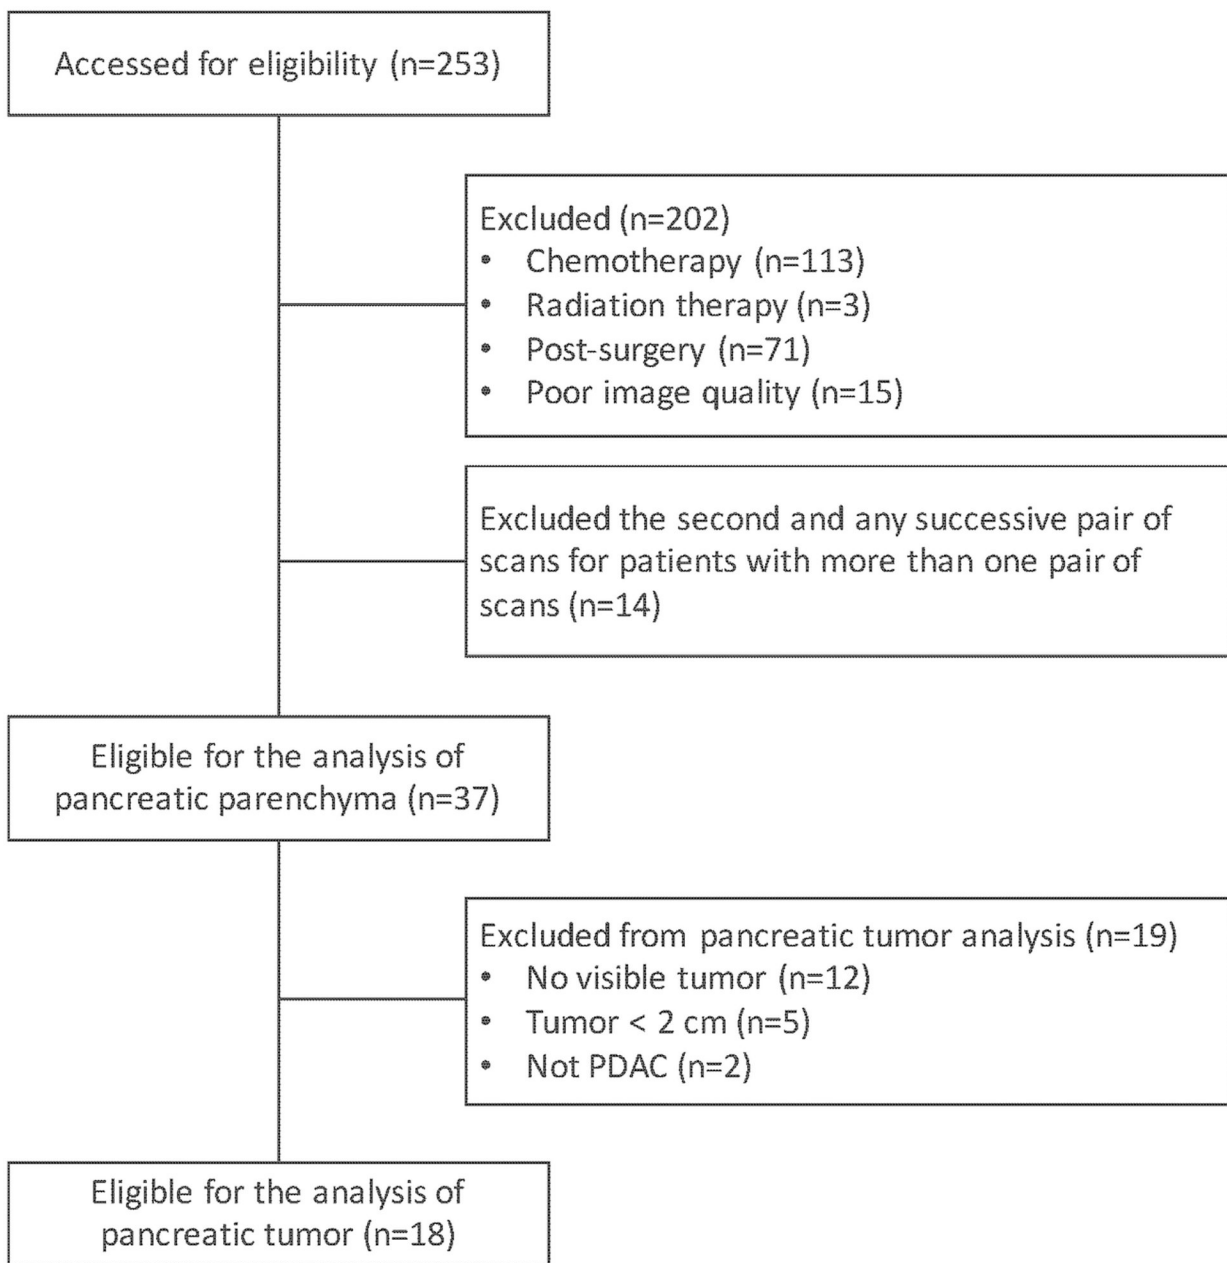 Accessed for eligibility (n=253)
Excluded (n=202)
• Chemotherapy (n=113)
• Radiation therapy (n=3)
• Post-surgery (n=71)
• Poor image quality (n=15)
Excluded the second and any successive pair of
scans for patients with more than one pair of
scans (n=14)
Eligible for the analysis of
pancreatic parenchyma (n=37)
Excluded from pancreatic tumor analysis (n=19)
• No visible tumor (n=12)
• Tumor < 2 cm (n=5)
• Not PDAC (n=2)
Eligible for the analysis of
pancreatic tumor (n=18)